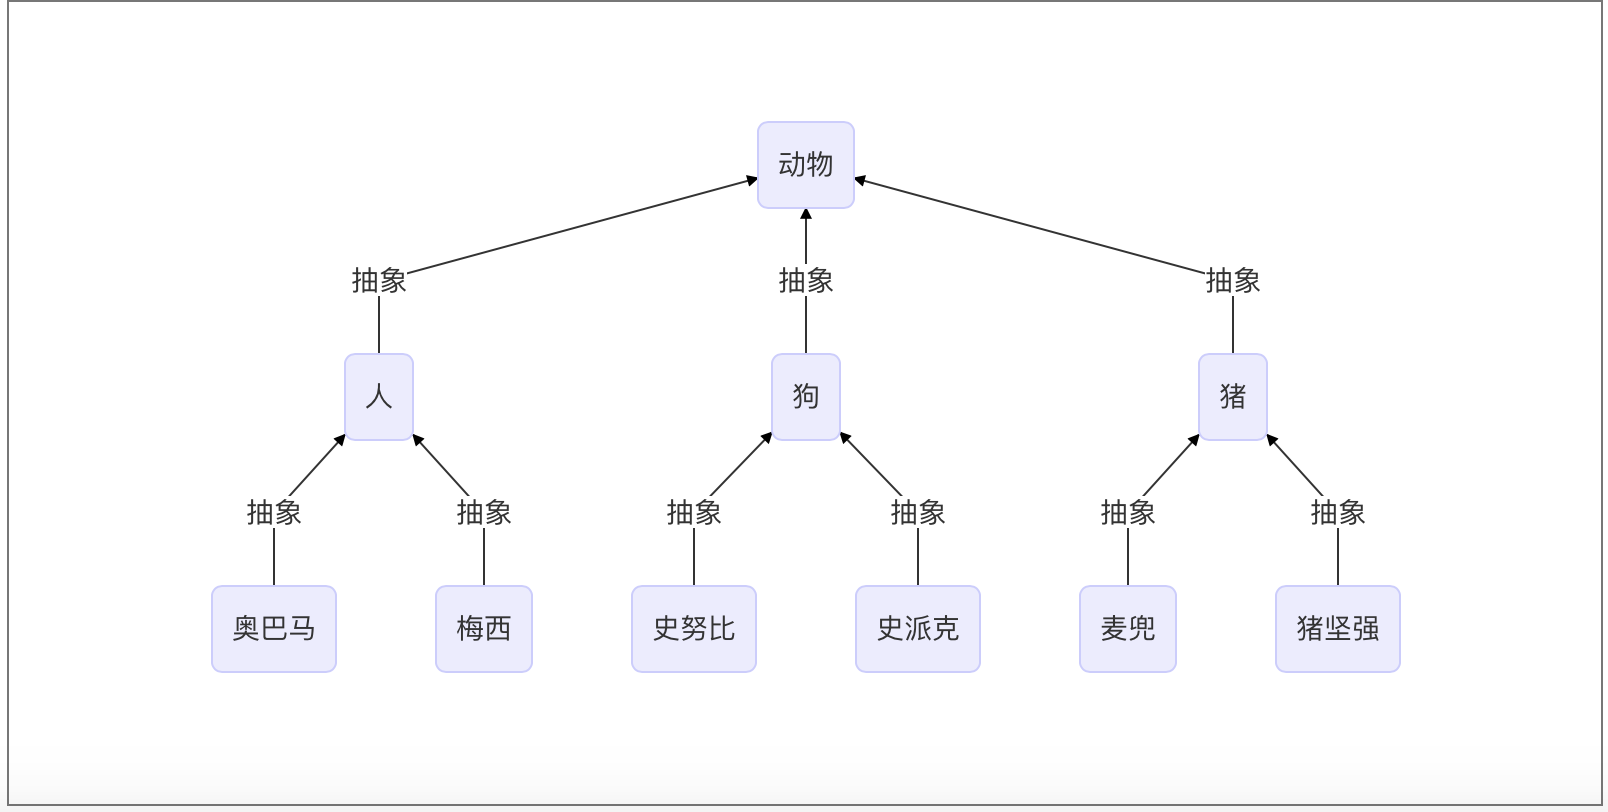 动物
抽象 抽象 抽象
人 狗 猪
抽象 抽象 抽象 抽象 抽象 抽象
奥巴马 梅西 史努比 史派克 麦兜 猪坚强